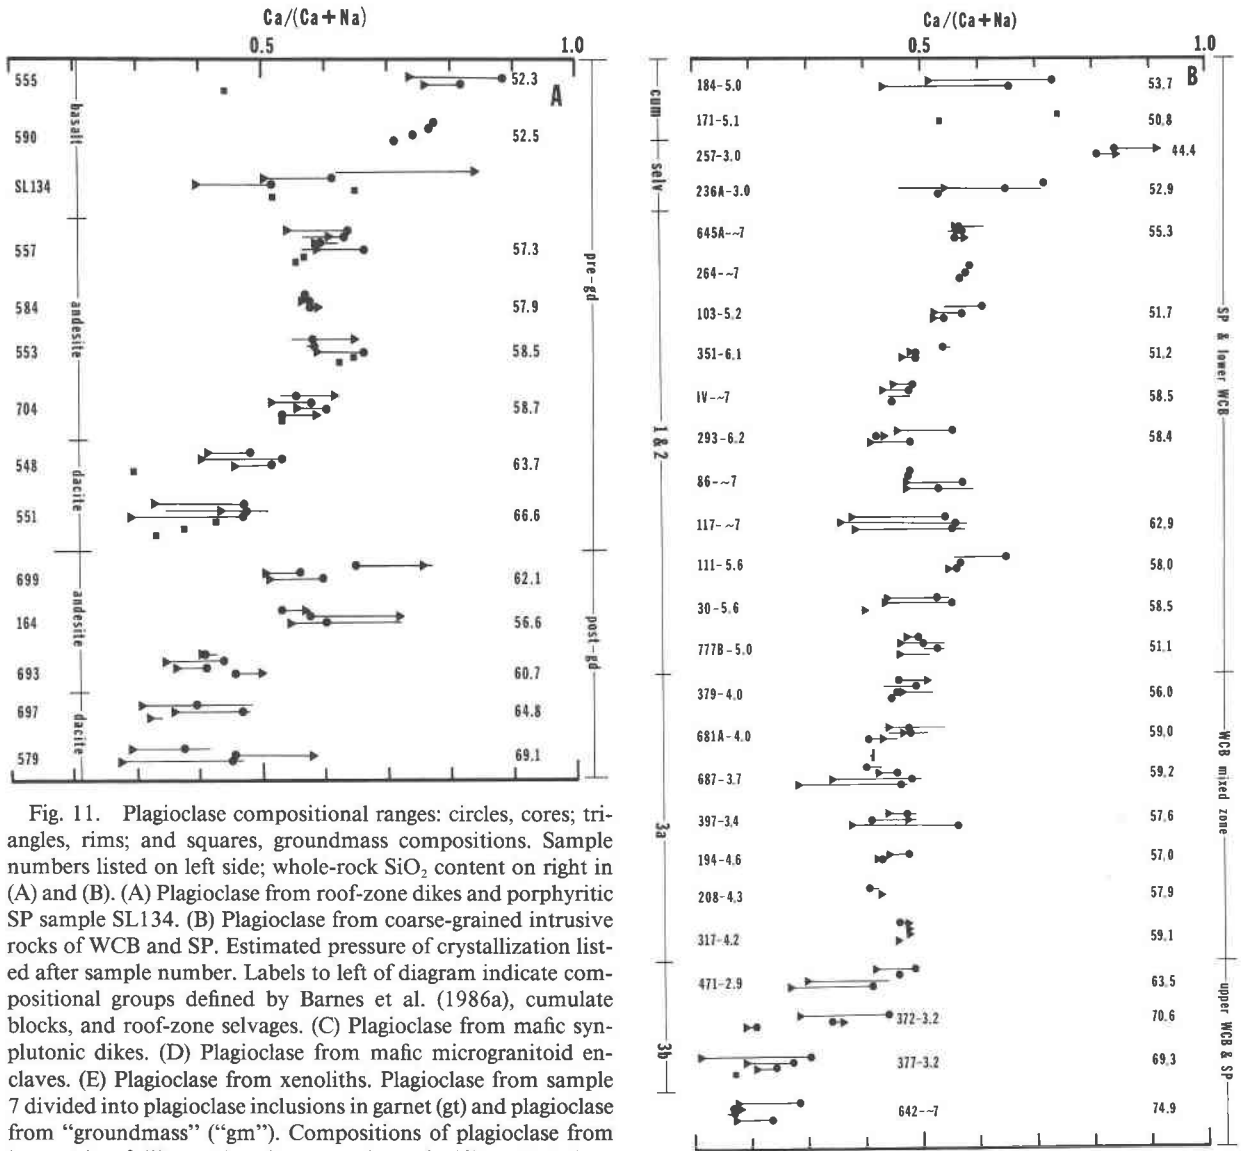 Ca/(Ca+Na)
0.5 1.0
A
555 52.3
590 52.5
SL134
557 57.3
584 57.9
553 58.5
704 58.7
548 63.7
551 66.6
699 62.1
164 56.6
693 60.7
697 64.8
579 69.1
basalt
andesite
dacite
andesite
dacite
pre-gd
post-gd
Fig. 11. Plagioclase compositional ranges: circles, cores; tri-
angles, rims; and squares, groundmass compositions. Sample
numbers listed on left side; whole-rock SiO₂ content on right in
(A) and (B). (A) Plagioclase from roof-zone dikes and porphyritic
SP sample SL134. (B) Plagioclase from coarse-grained intrusive
rocks of WCB and SP. Estimated pressure of crystallization list-
ed after sample number. Labels to left of diagram indicate com-
positional groups defined by Barnes et al. (1986a), cumulate
blocks, and roof-zone selvages. (C) Plagioclase from mafic syn-
plutonic dikes. (D) Plagioclase from mafic microgranitoid en-
claves. (E) Plagioclase from xenoliths. Plagioclase from sample
7 divided into plagioclase inclusions in garnet (gt) and plagioclase
from "groundmass" ("gm"). Compositions of plagioclase from
Ca/(Ca+Na)
0.5 1.0
B
184-5.0 53.7
171-5.1 50.8
257-3.0 44.4
236A-3.0 52.9
645A-~7 55.3
264-~7
103-5.2 51.7
351-6.1 51.2
IV-~7 58.5
293-6.2 58.4
86-~7
117-~7 62.9
111-5.6 58.0
30-5.6 58.5
777B-5.0 51.1
379-4.0 56.0
681A-4.0 59.0
687-3.7 59.2
397-3.4 57.6
194-4.6 57.0
208-4.3 57.9
317-4.2 59.1
471-2.9 63.5
372-3.2 70.6
377-3.2 69.3
642-~7 74.9
cum
selv
1 & 2
3a
3b
SP & lower WCB
WCB mixed zone
upper WCB & SP